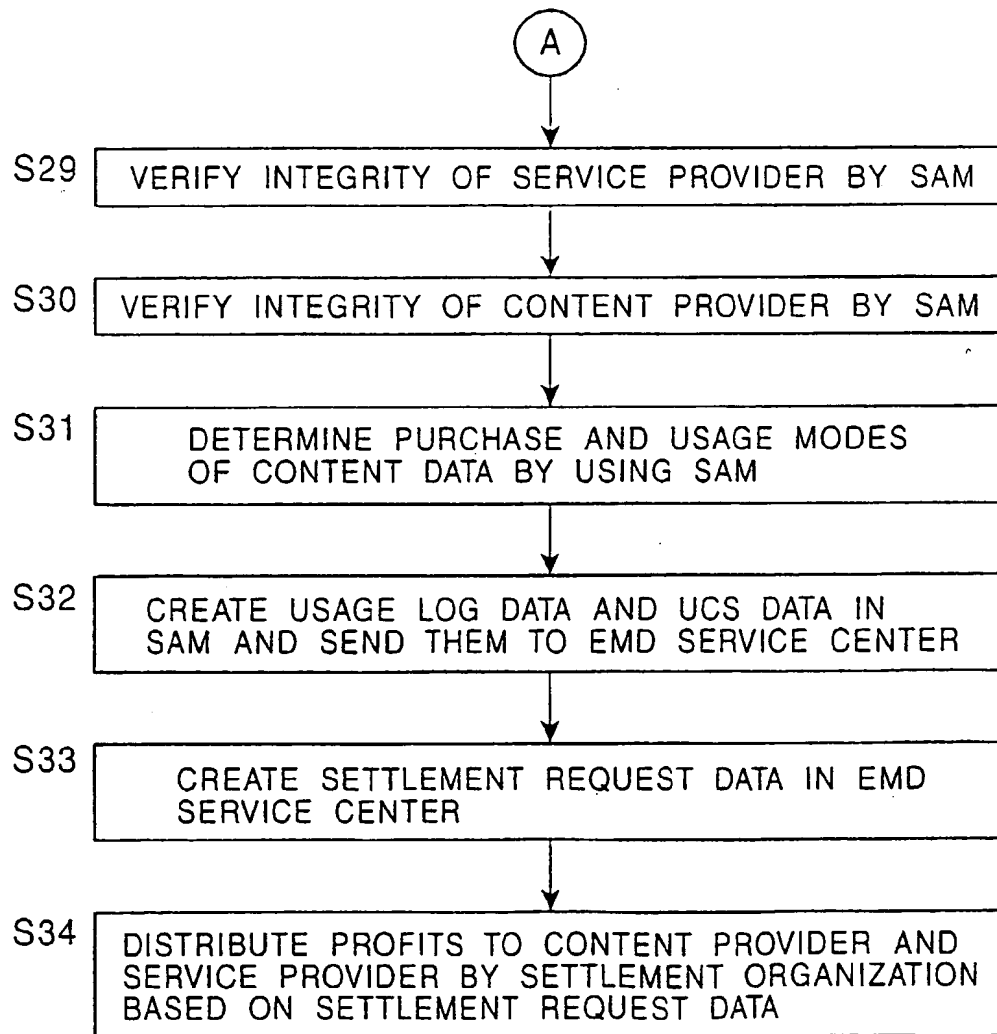 A
S29
VERIFY INTEGRITY OF SERVICE PROVIDER BY SAM
S30
VERIFY INTEGRITY OF CONTENT PROVIDER BY SAM
S31
DETERMINE PURCHASE AND USAGE MODES
OF CONTENT DATA BY USING SAM
S32
CREATE USAGE LOG DATA AND UCS DATA IN
SAM AND SEND THEM TO EMD SERVICE CENTER
S33
CREATE SETTLEMENT REQUEST DATA IN EMD
SERVICE CENTER
S34
DISTRIBUTE PROFITS TO CONTENT PROVIDER AND
SERVICE PROVIDER BY SETTLEMENT ORGANIZATION
BASED ON SETTLEMENT REQUEST DATA